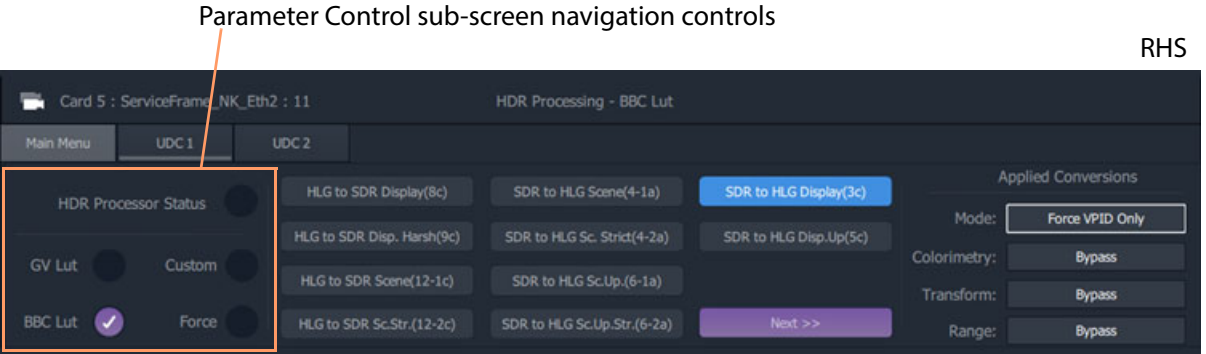 Parameter Control sub-screen navigation controls
RHS
Card 5 : ServiceFrame_NK_Eth2 : 11
HDR Processing - BBC Lut
Main Menu
UDC 1
UDC 2
HDR Processor Status
GV Lut
Custom
BBC Lut
Force
HLG to SDR Display(8c)
HLG to SDR Disp. Harsh(9c)
HLG to SDR Scene(12-1c)
HLG to SDR Sc.Str.(12-2c)
SDR to HLG Scene(4-1a)
SDR to HLG Sc. Strict(4-2a)
SDR to HLG Sc.Up.(6-1a)
SDR to HLG Sc.Up.Str.(6-2a)
SDR to HLG Display(3c)
SDR to HLG Disp.Up(5c)
Next >>
Applied Conversions
Mode: Force VPID Only
Colorimetry: Bypass
Transform: Bypass
Range: Bypass